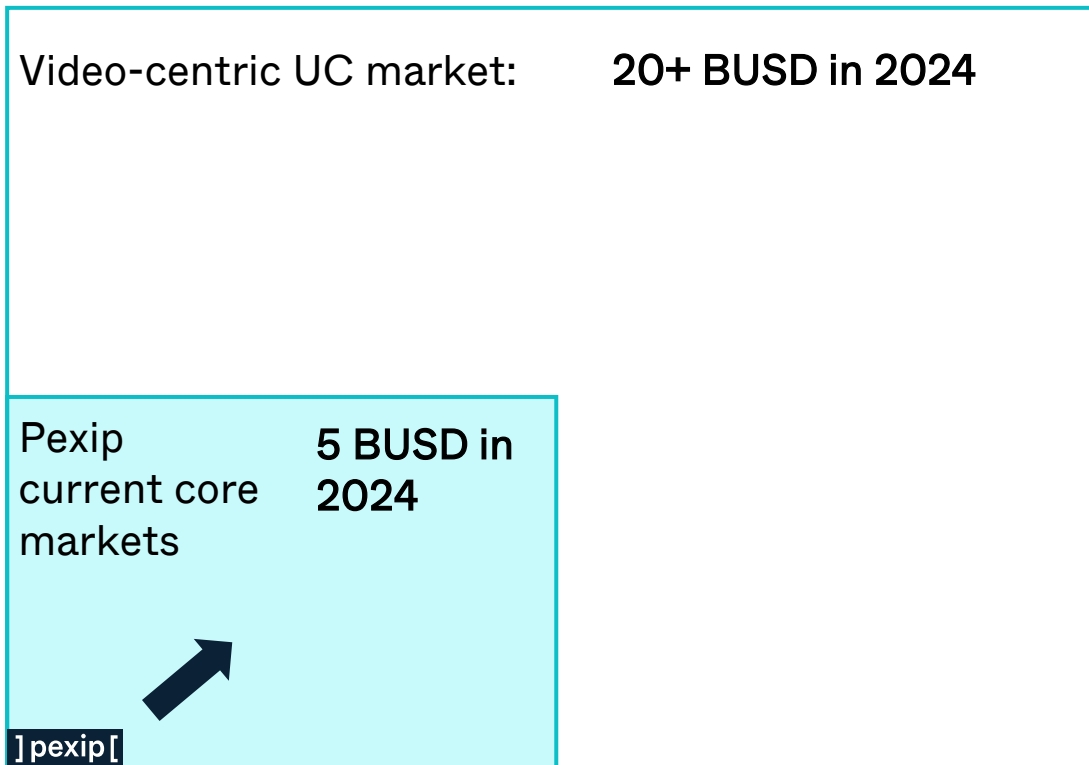 Video-centric UC market: 20+ BUSD in 2024
Pexip
current core
markets
5 BUSD in
2024
]pexip[